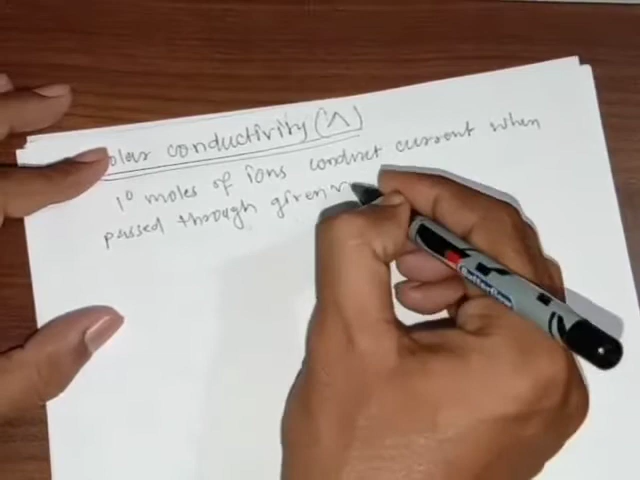 olar conductivity (Λ)
1° moles of ions conduct current when
passed through given